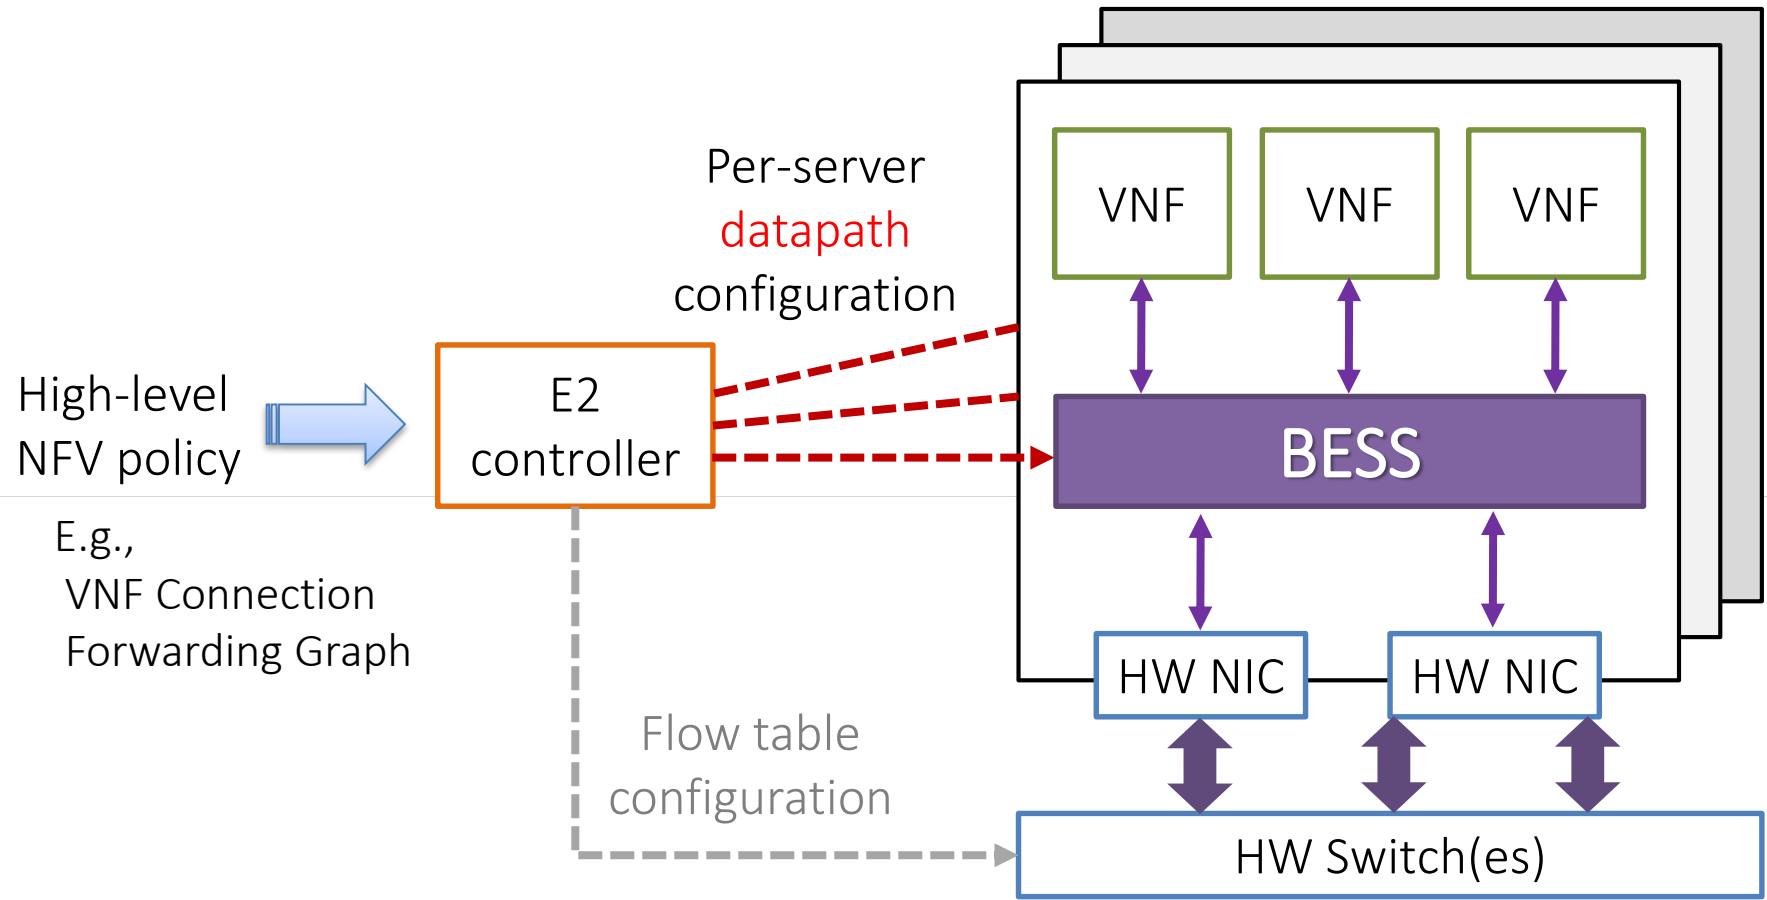 High-level
NFV policy
E.g.,
VNF Connection
Forwarding Graph
E2
controller
Per-server
datapath
configuration
Flow table
configuration
VNF
VNF
VNF
BESS
HW NIC
HW NIC
HW Switch(es)